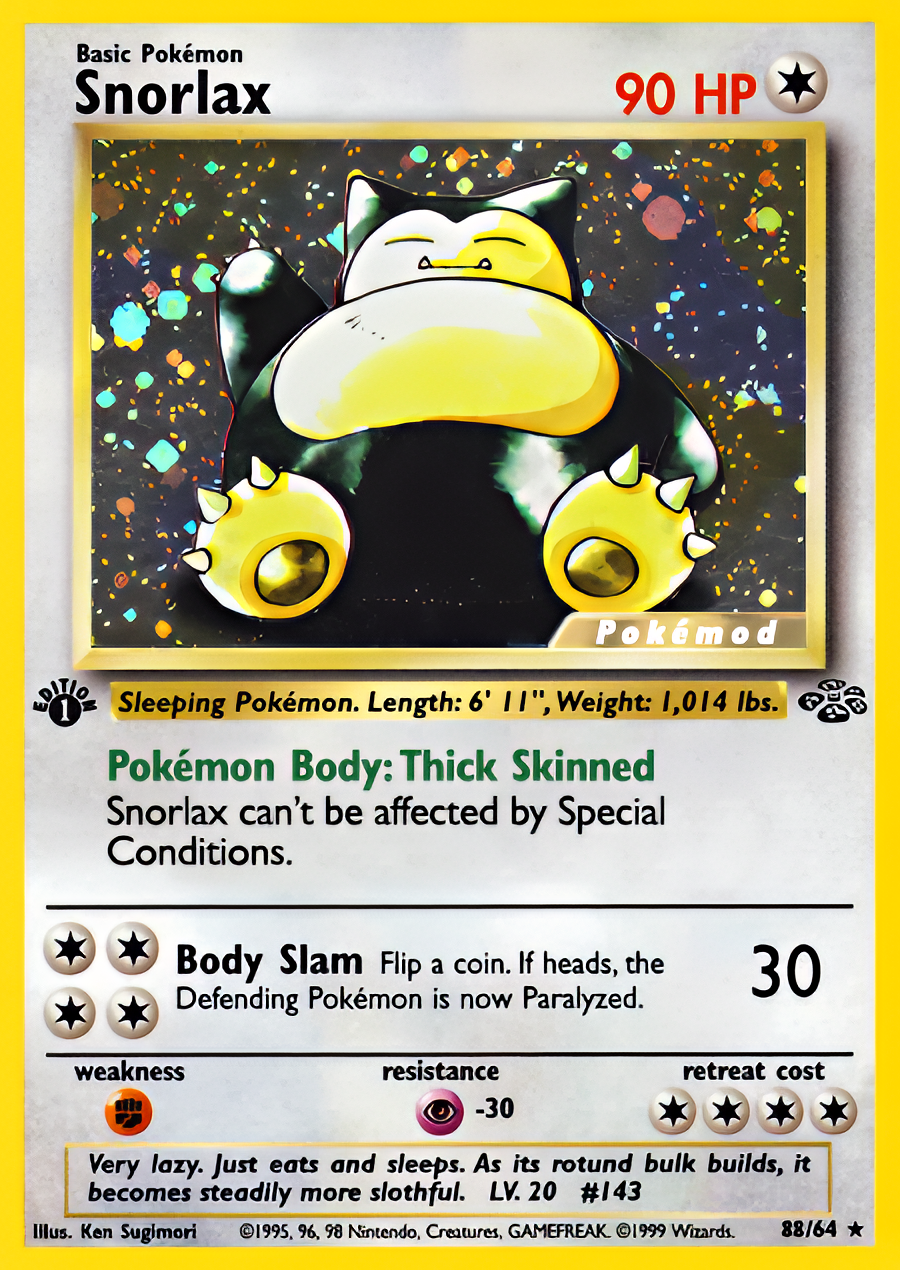 Basic Pokémon
Snorlax
90 HP
Pokémod
EDITION
1
Sleeping Pokémon. Length: 6' 11", Weight: 1,014 lbs.
Pokémon Body: Thick Skinned
Snorlax can't be affected by Special
Conditions.
Body Slam Flip a coin. If heads, the
Defending Pokémon is now Paralyzed.
30
weakness resistance retreat cost
-30
Very lazy. Just eats and sleeps. As its rotund bulk builds, it
becomes steadily more slothful. LV. 20 #143
Illus. Ken Sugimori ©1995, 96, 98 Nintendo, Creatures, GAMEFREAK. ©1999 Wizards. 88/64 ★